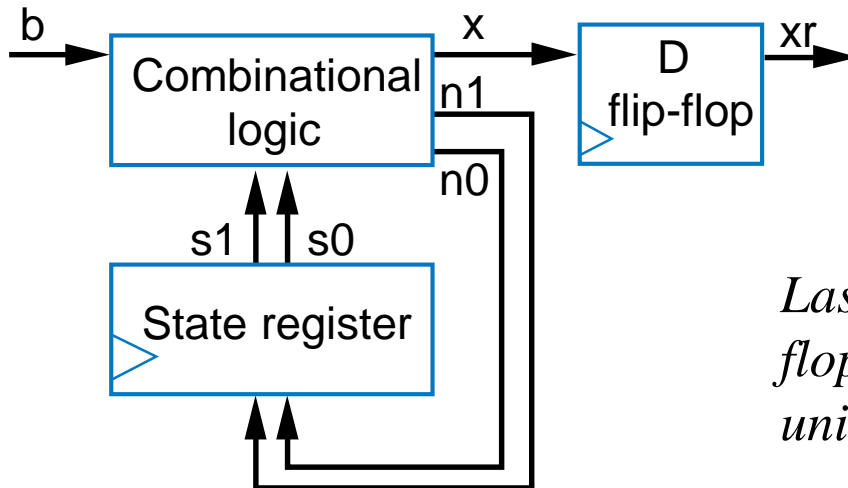 b
x
xr
Combinational
logic
D
flip-flop
n1
n0
s1
s0
State register